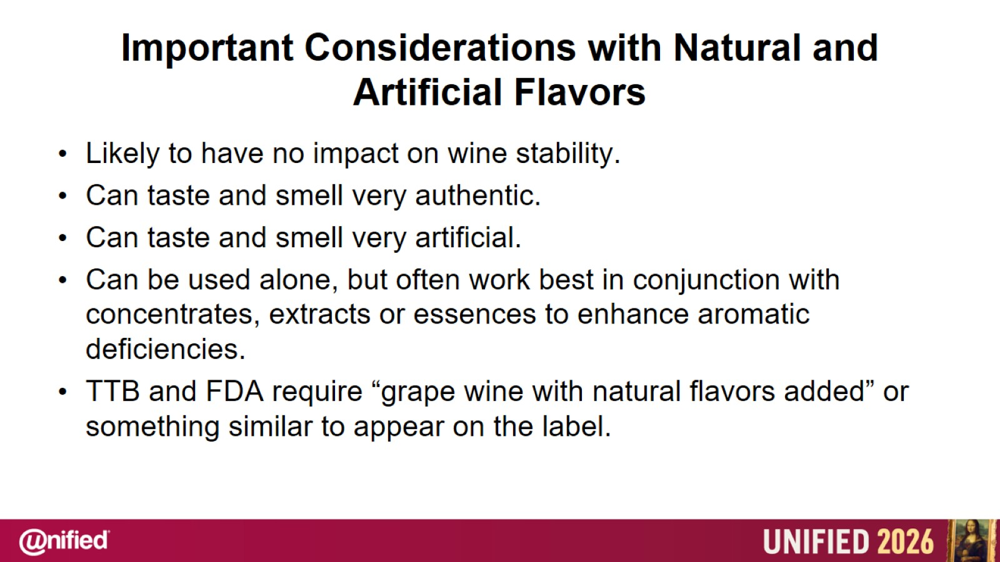 Important Considerations with Natural and
Artificial Flavors
• Likely to have no impact on wine stability.
• Can taste and smell very authentic.
• Can taste and smell very artificial.
• Can be used alone, but often work best in conjunction with
concentrates, extracts or essences to enhance aromatic
deficiencies.
• TTB and FDA require “grape wine with natural flavors added” or
something similar to appear on the label.
unified
UNIFIED 2026